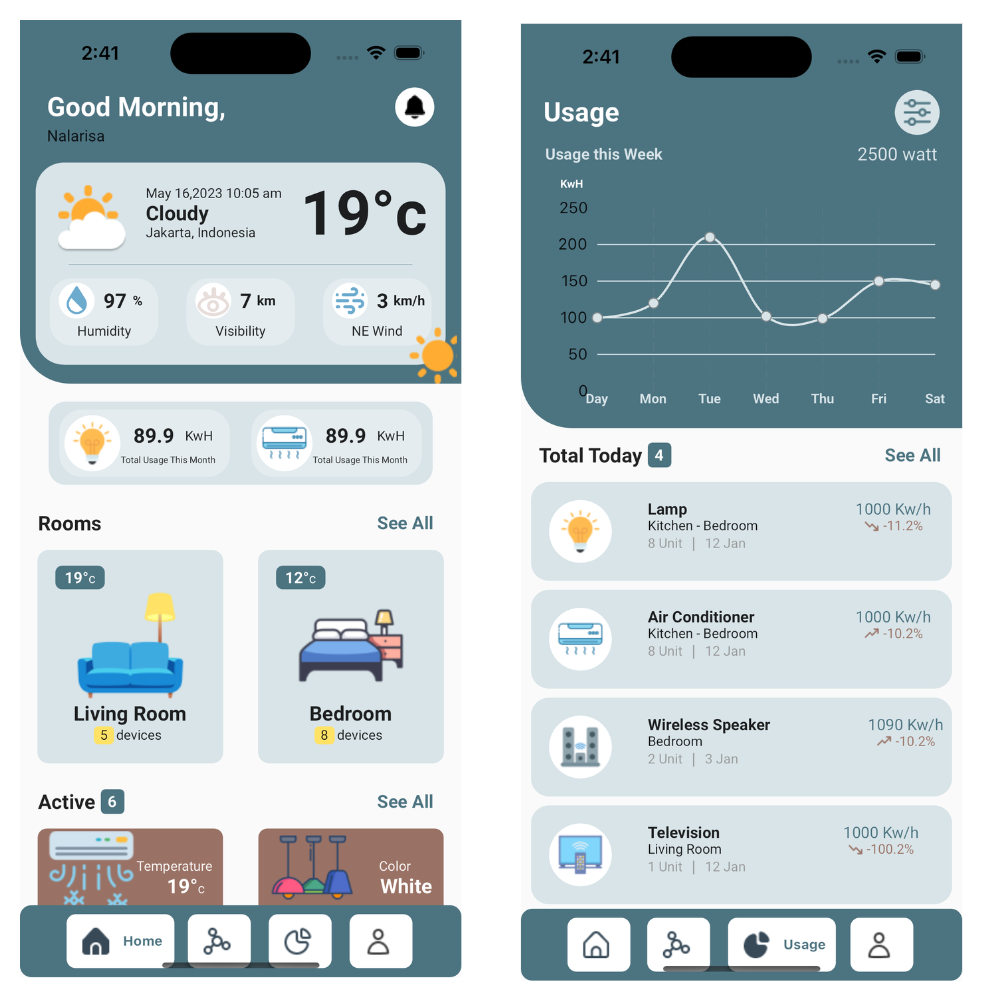 2:41
Good Morning,
Nalarisa
May 16,2023 10:05 am
Cloudy
Jakarta, Indonesia
19°c
97 %
Humidity
7 km
Visibility
3 km/h
NE Wind
89.9 KwH
Total Usage This Month
89.9 KwH
Total Usage This Month
Rooms
See All
19°c
Living Room
5 devices
12°c
Bedroom
8 devices
Active 6
See All
Temperature
19°c
Color
White
Home
2:41
Usage
Usage this Week
2500 watt
KwH
250
200
150
100
50
0
Day Mon Tue Wed Thu Fri Sat
Total Today 4
See All
Lamp
Kitchen - Bedroom
8 Unit | 12 Jan
1000 Kw/h
-11.2%
Air Conditioner
Kitchen - Bedroom
8 Unit | 12 Jan
1000 Kw/h
-10.2%
Wireless Speaker
Bedroom
2 Unit | 3 Jan
1090 Kw/h
-10.2%
Television
Living Room
1 Unit | 12 Jan
1000 Kw/h
-100.2%
Usage